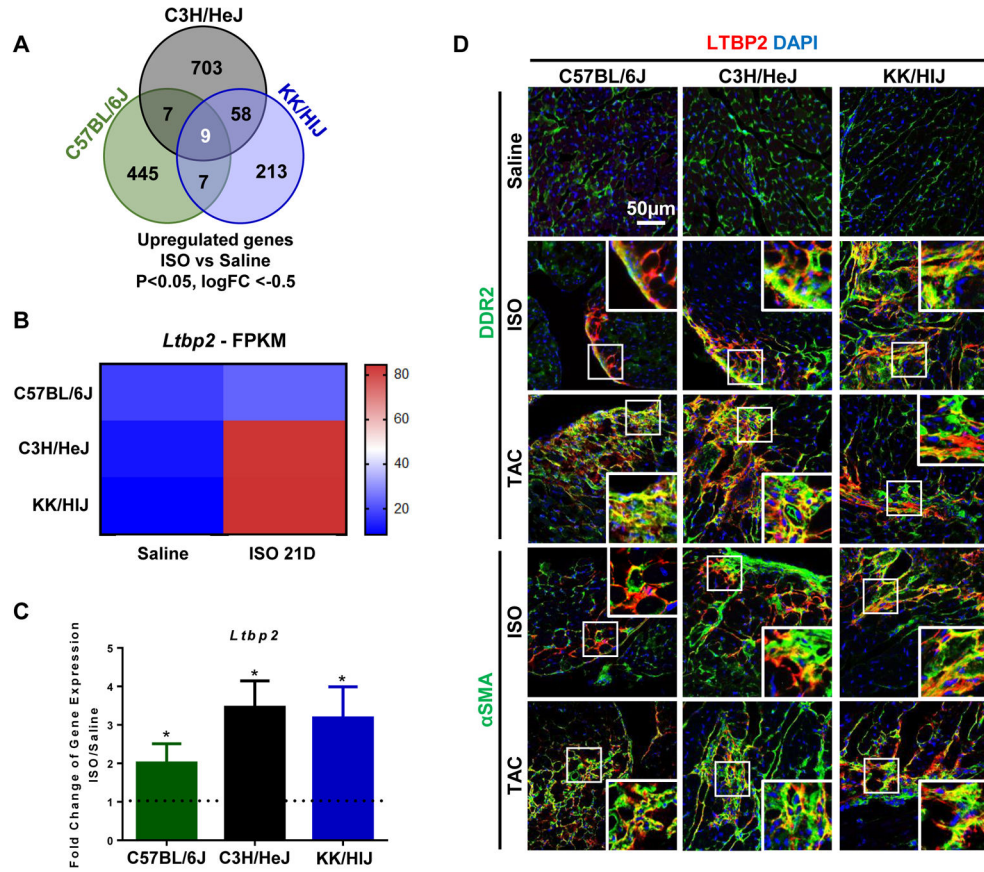 A
C3H/HeJ
703
C57BL/6J
KK/HIJ
7
58
9
445
7
213
Upregulated genes
ISO vs Saline
P<0.05, logFC <-0.5
B
Ltbp2 - FPKM
C57BL/6J
C3H/HeJ
KK/HIJ
Saline
ISO 21D
80
60
40
20
C
Ltbp2
Fold Change of Gene Expression
ISO/Saline
5
4
3
2
1
0
*
*
*
C57BL/6J
C3H/HeJ
KK/HIJ
D
LTBP2 DAPI
C57BL/6J
C3H/HeJ
KK/HIJ
DDR2
Saline
50µm
ISO
TAC
αSMA
ISO
TAC